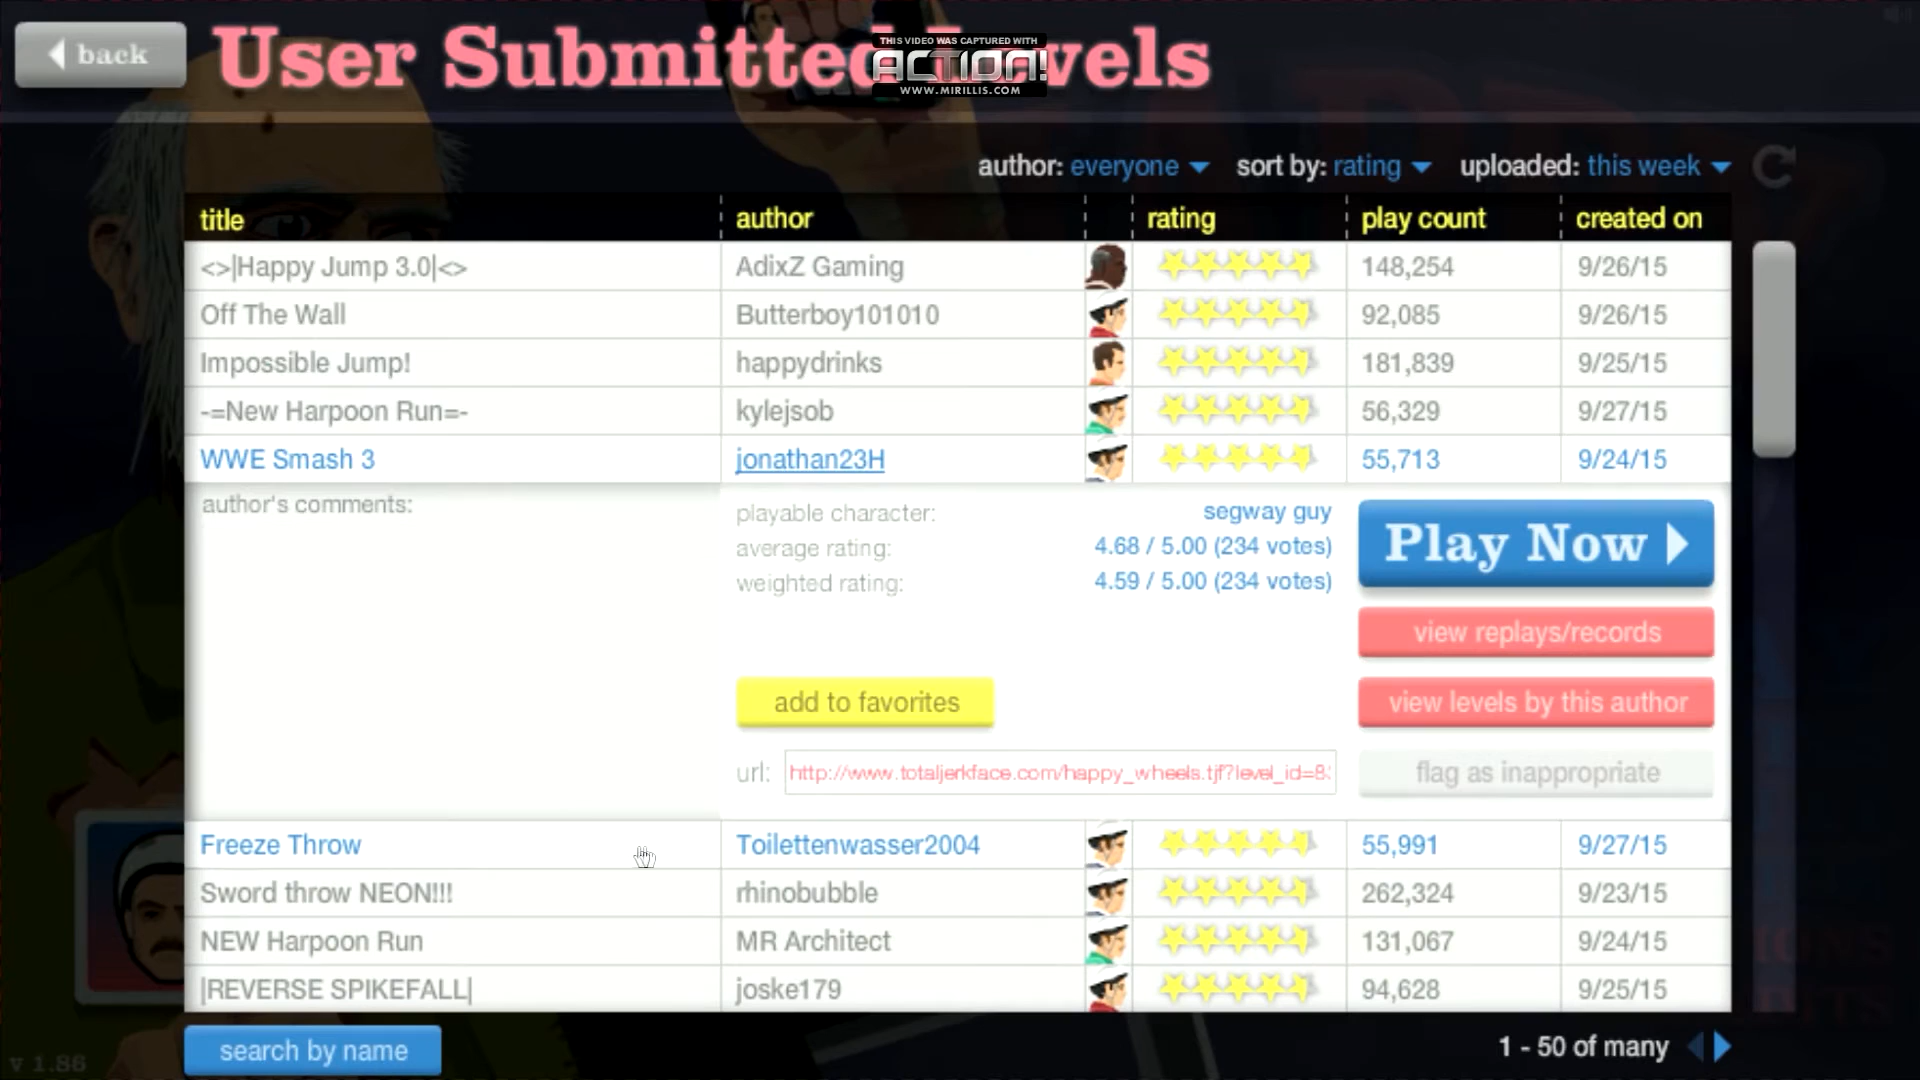 back
User Submitted Levels
THIS VIDEO WAS CAPTURED WITH
ACTION!
WWW.MIRILLIS.COM
author: everyone sort by: rating uploaded: this week
title author rating play count created on
<>|Happy Jump 3.0|<> AdixZ Gaming 148,254 9/26/15
Off The Wall Butterboy101010 92,085 9/26/15
Impossible Jump! happydrinks 181,839 9/25/15
-=New Harpoon Run=- kylejsob 56,329 9/27/15
WWE Smash 3 jonathan23H 55,713 9/24/15
author's comments:
playable character: segway guy
average rating: 4.68 / 5.00 (234 votes)
weighted rating: 4.59 / 5.00 (234 votes)
Play Now
view replays/records
add to favorites
view levels by this author
url: http://www.totaljerkface.com/happy_wheels.tjf?level_id=8
flag as inappropriate
Freeze Throw Toilettenwasser2004 55,991 9/27/15
Sword throw NEON!!! rhinobubble 262,324 9/23/15
NEW Harpoon Run MR Architect 131,067 9/24/15
|REVERSE SPIKEFALL| joske179 94,628 9/25/15
search by name
1 - 50 of many
v 1.86